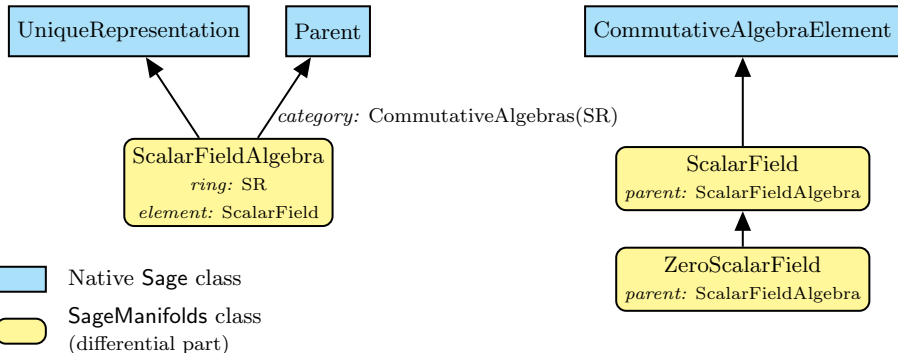 UniqueRepresentation
Parent
CommutativeAlgebraElement
category: CommutativeAlgebras(SR)
ScalarFieldAlgebra
ring: SR
element: ScalarField
ScalarField
parent: ScalarFieldAlgebra
ZeroScalarField
parent: ScalarFieldAlgebra
Native Sage class
SageManifolds class
(differential part)